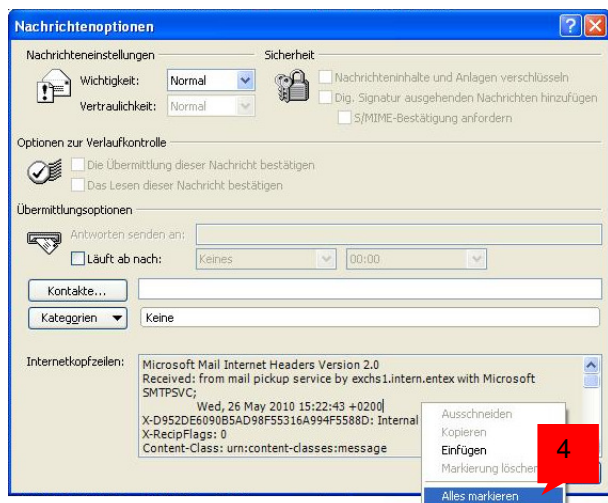 Nachrichtenoptionen
Nachrichteneinstellungen
Sicherheit
Wichtigkeit:
Normal
Nachrichteninhalte und Anlagen verschlüsseln
Vertraulichkeit:
Normal
Dig. Signatur ausgehenden Nachrichten hinzufügen
S/MIME-Bestätigung anfordern
Optionen zur Verlaufkontrolle
Die Übermittlung dieser Nachricht bestätigen
Das Lesen dieser Nachricht bestätigen
Übermittlungsoptionen
Antworten senden an:
Läuft ab nach:
Keines
00:00
Kontakte...
Kategorien
Keine
Internetkopfzeilen:
Microsoft Mail Internet Headers Version 2.0
Received: from mail pickup service by exchs1.intern.entex with Microsoft
SMTPSVC;
Wed, 26 May 2010 15:22:43 +0200
X-D952DE6090B5AD98F55316A994F5588D: Internal
X-RecipFlags: 0
Content-Class: urn:content-classes:message
Ausschneiden
Kopieren
Einfügen
Markierung löschen
Alles markieren
4